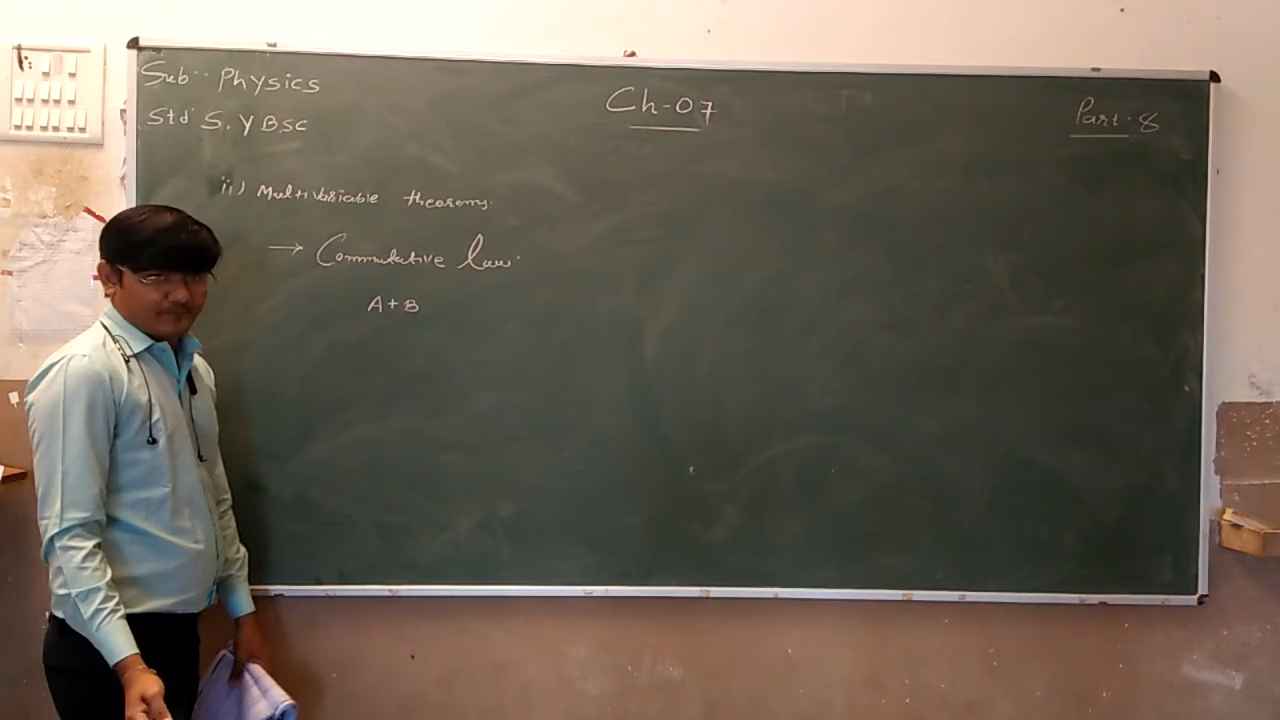 Sub:- Physics
Std S.Y BSC
Ch-07
Part-8
ii) Multivariable theorems.
→ Commutative law.
A+B